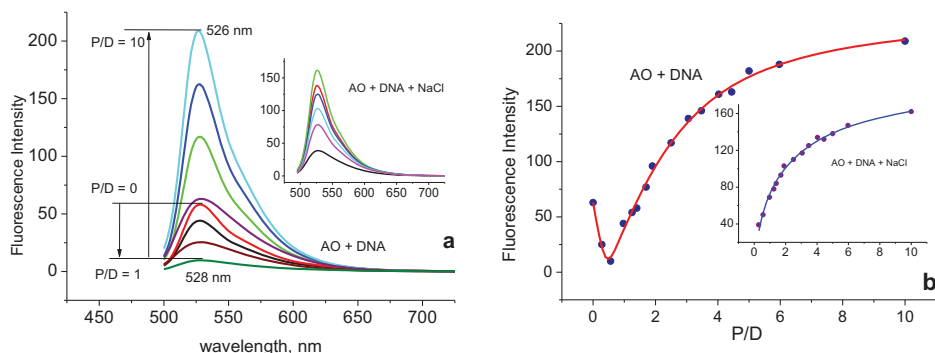 200
150
100
50
0
Fluorescence Intensity
P/D = 10
526 nm
P/D = 0
P/D = 1
528 nm
AO + DNA
a
450
500
550
600
650
700
wavelength, nm
150
125
100
75
50
25
0
AO + DNA + NaCl
500
550
600
650
700
200
150
100
50
0
Fluorescence Intensity
AO + DNA
b
0
2
4
6
8
10
P/D
160
120
80
40
AO + DNA + NaCl
0
2
4
6
8
10